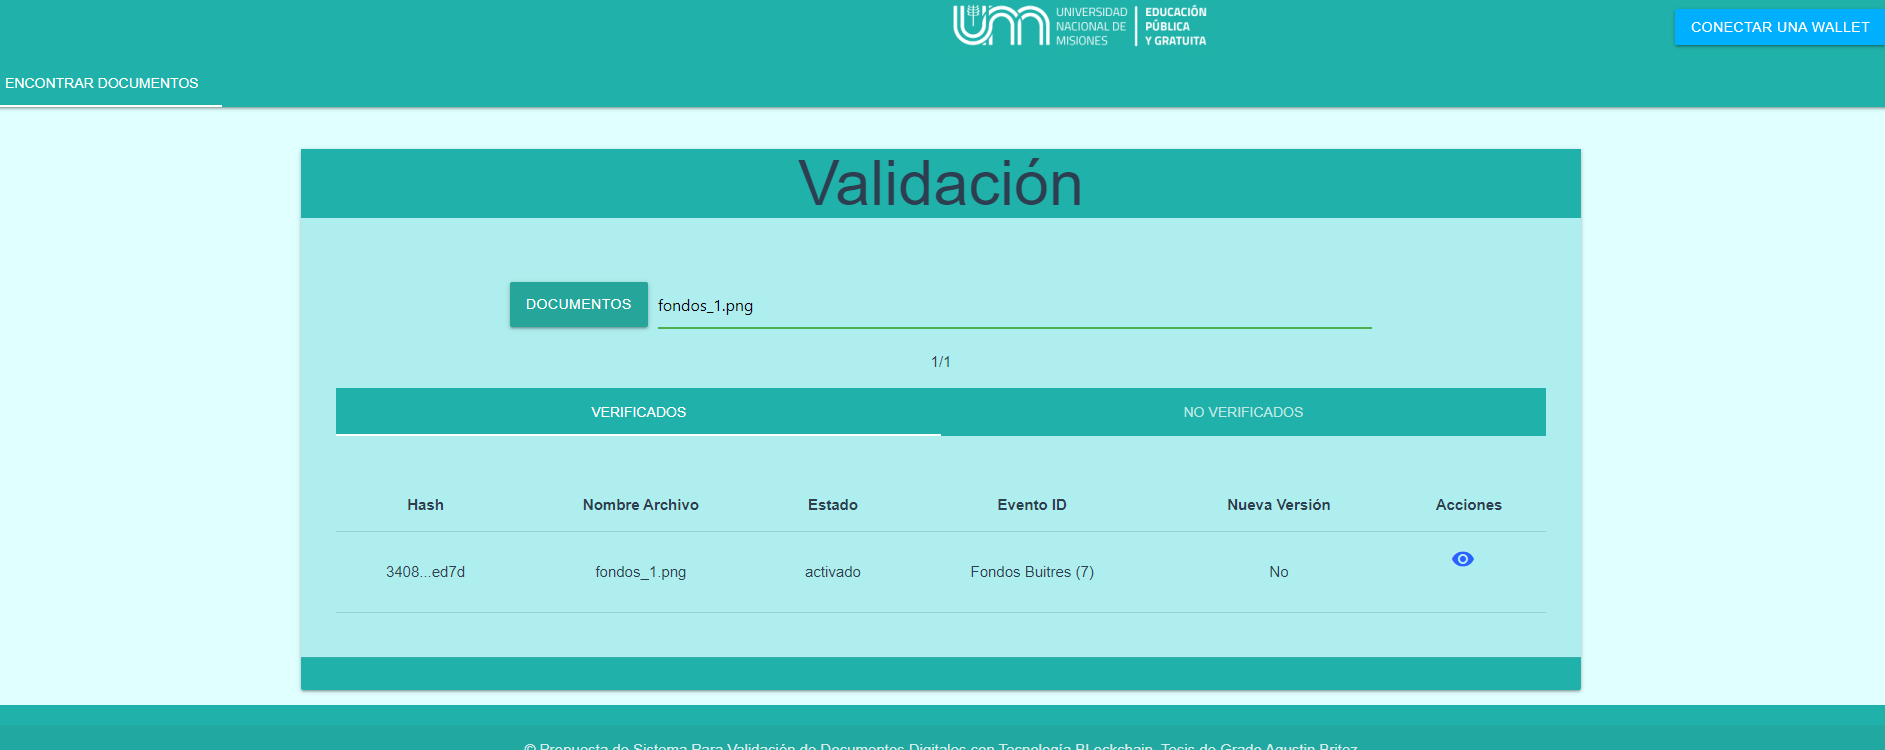 UNIVERSIDAD
NACIONAL DE
MISIONES
EDUCACIÓN
PÚBLICA
Y GRATUITA
CONECTAR UNA WALLET
ENCONTRAR DOCUMENTOS
Validación
DOCUMENTOS
fondos_1.png
1/1
VERIFICADOS
NO VERIFICADOS
Hash Nombre Archivo Estado Evento ID Nueva Versión Acciones
3408...ed7d fondos_1.png activado Fondos Buitres (7) No
© Propuesta de Sistema Para Validación de Documentos Digitales con Tecnología BLockchain. Tesis de Grado Agustin Britez